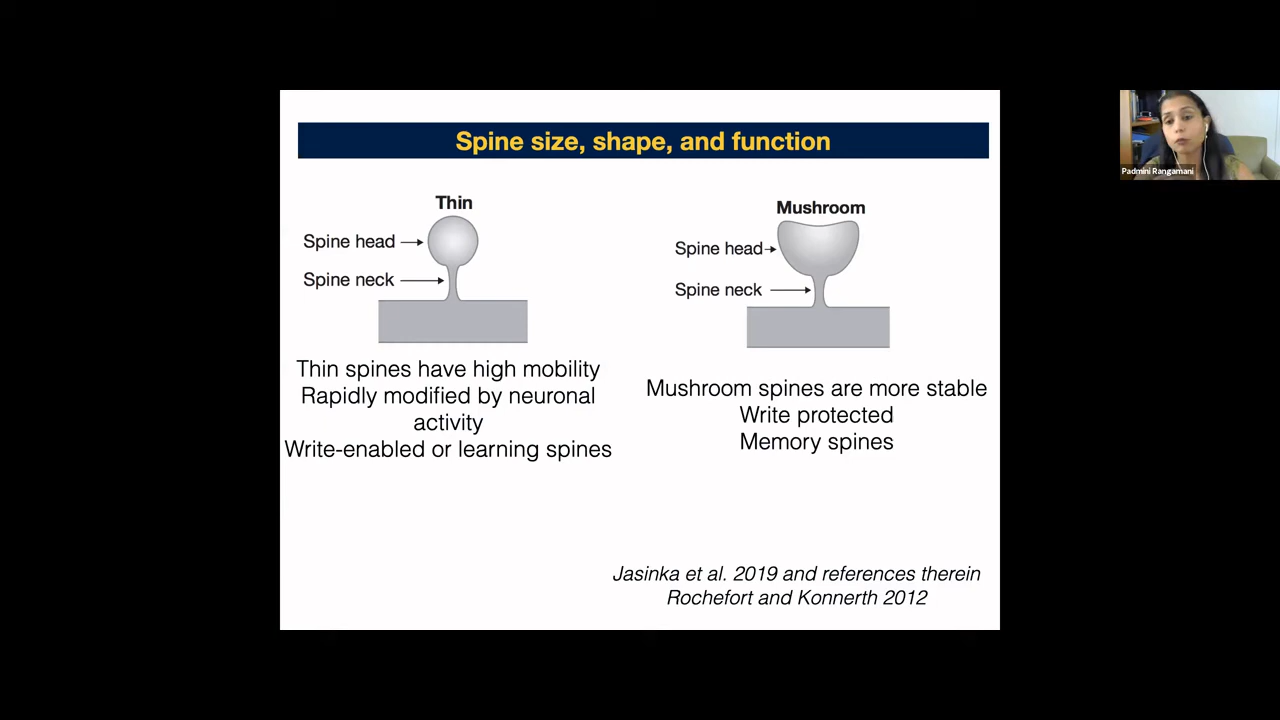 Spine size, shape, and function
Thin
Spine head
Spine neck
Thin spines have high mobility
Rapidly modified by neuronal
activity
Write-enabled or learning spines
Mushroom
Spine head
Spine neck
Mushroom spines are more stable
Write protected
Memory spines
Jasinka et al. 2019 and references therein
Rochefort and Konnerth 2012
Padmini Rangamani